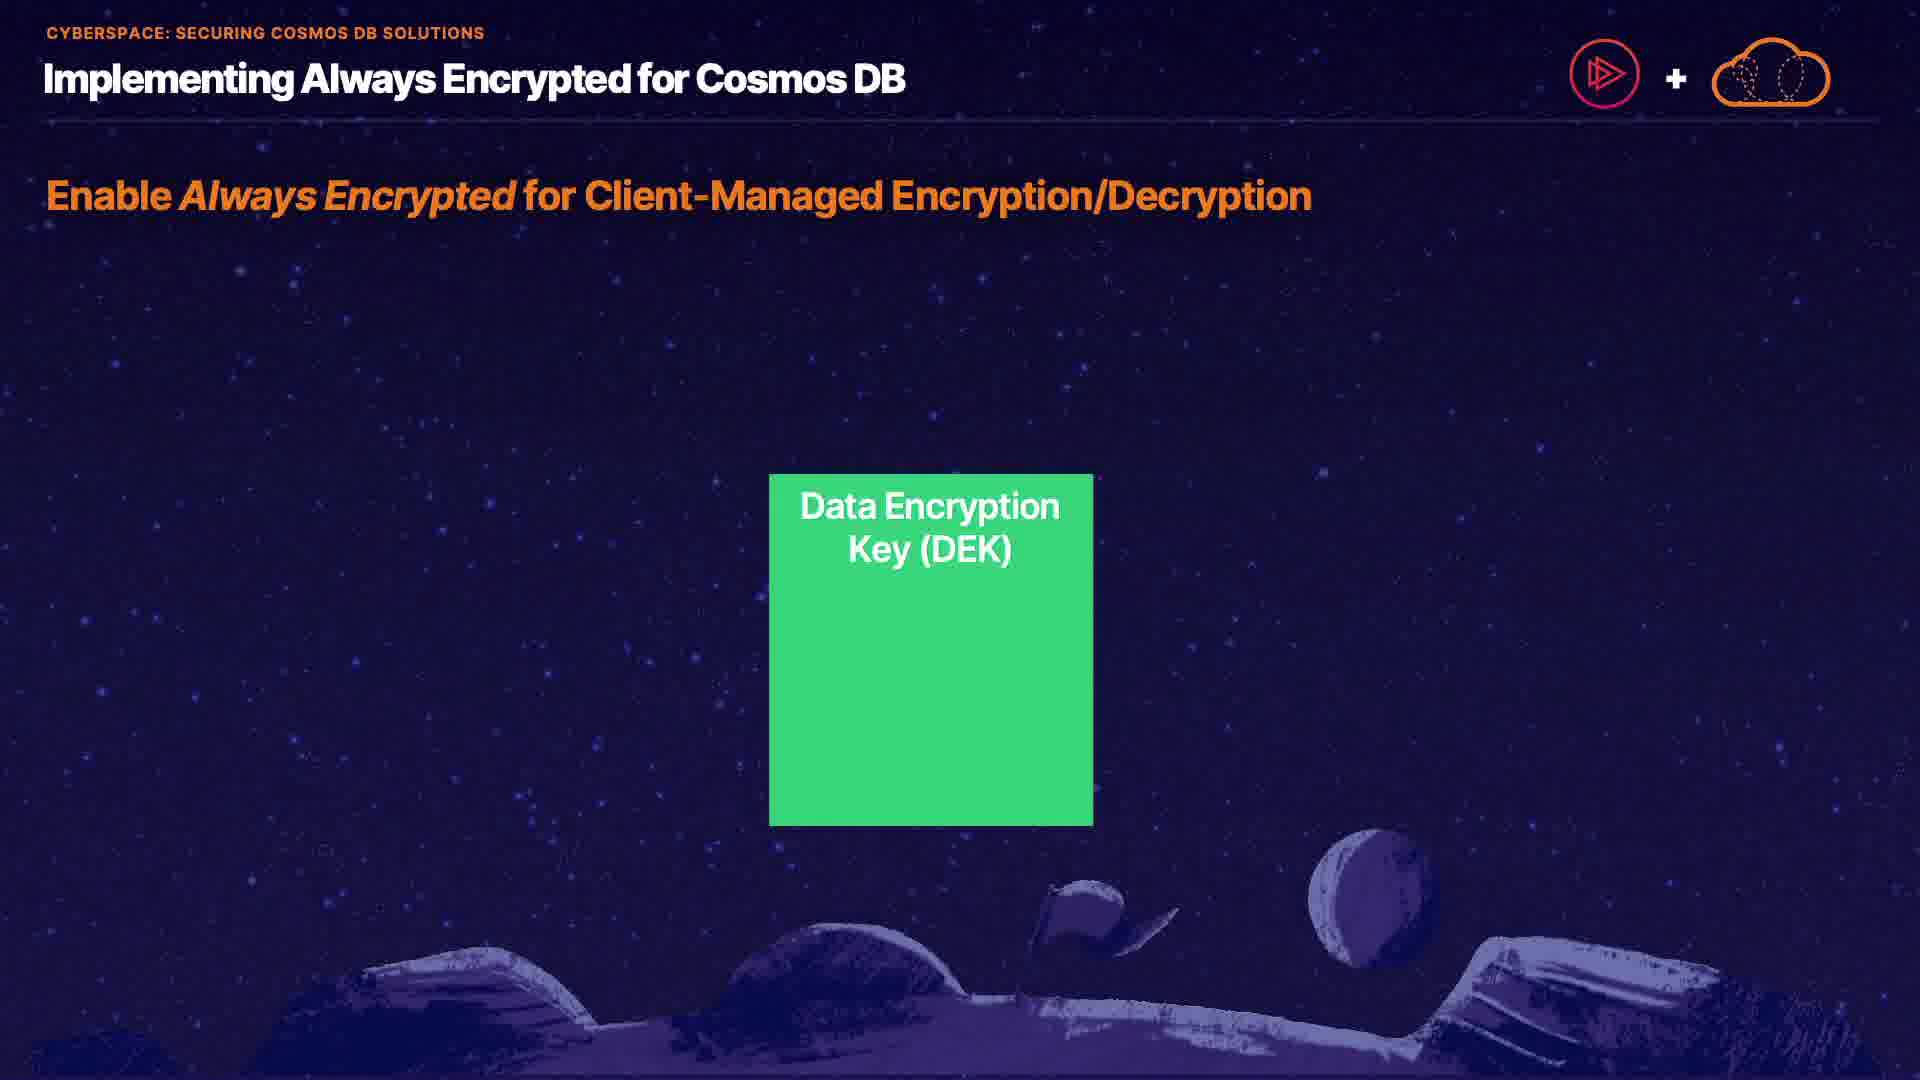 CYBERSPACE: SECURING COSMOS DB SOLUTIONS
Implementing Always Encrypted for Cosmos DB
Enable Always Encrypted for Client-Managed Encryption/Decryption
Data Encryption
Key (DEK)